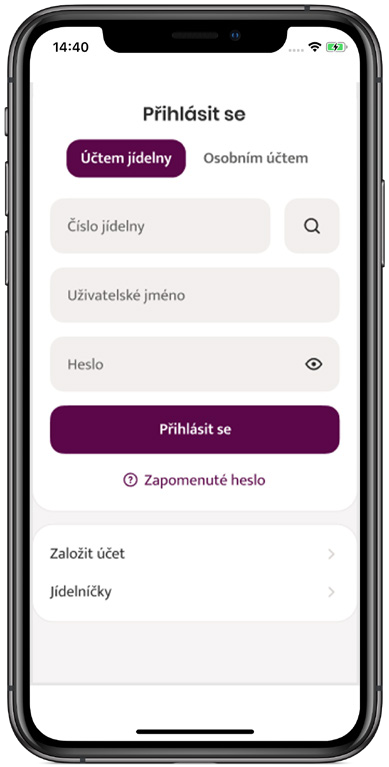 14:40
Přihlásit se
Účtem jídelny
Osobním účtem
Číslo jídelny
Uživatelské jméno
Heslo
Přihlásit se
Zapomenuté heslo
Založit účet
Jídelníčky